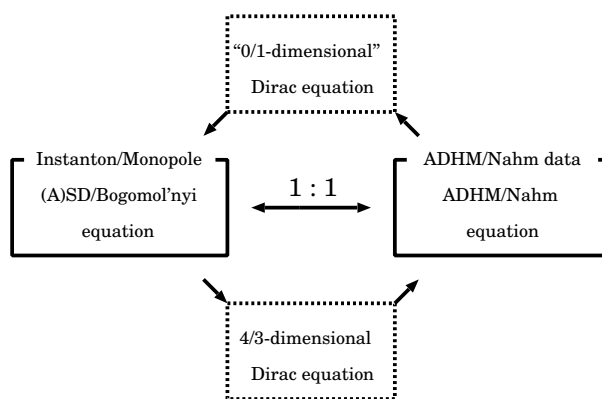 “0/1-dimensional”
Dirac equation
Instanton/Monopole
(A)SD/Bogomol'nyi
equation
1 : 1
ADHM/Nahm data
ADHM/Nahm
equation
4/3-dimensional
Dirac equation